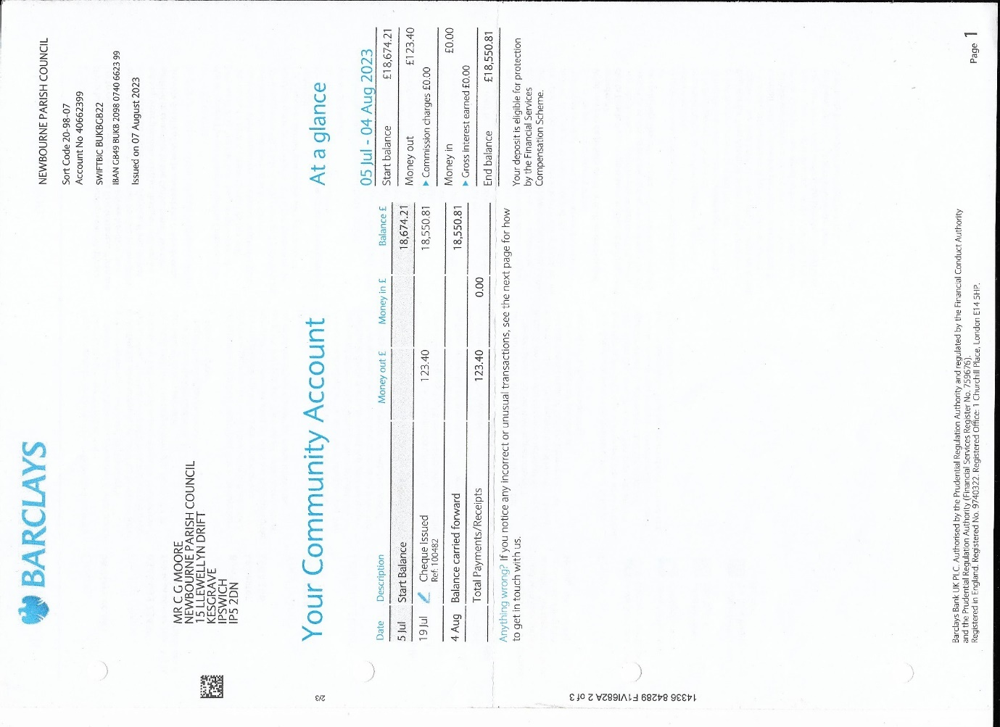 BARCLAYS
NEWBOURNE PARISH COUNCIL
Sort Code 20-98-07
Account No 40662399
SWIFTBIC BUKBGB22
IBAN GB49 BUKB 2098 0740 6623 99
Issued on 07 August 2023
MR C G MOORE
NEWBOURNE PARISH COUNCIL
15 LLEWELLYN DRIFT
KESGRAVE
IPSWICH
IP5 2DN
2/3
Your Community Account
Date Description Money out £ Money in £ Balance £
5 Jul Start Balance 18,674.21
19 Jul Cheque Issued 123.40 18,550.81
Ref: 100482
4 Aug Balance carried forward 18,550.81
Total Payments/Receipts 123.40 0.00
Anything wrong? If you notice any incorrect or unusual transactions, see the next page for how
to get in touch with us.
At a glance
05 Jul - 04 Aug 2023
Start balance £18,674.21
Money out £123.40
Commission charges £0.00
Money in £0.00
Gross interest earned £0.00
End balance £18,550.81
Your deposit is eligible for protection
by the Financial Services
Compensation Scheme.
14336 84289 F1VI682A 2 of 3
Barclays Bank UK PLC. Authorised by the Prudential Regulation Authority and regulated by the Financial Conduct Authority
and the Prudential Regulation Authority (Financial Services Register No. 759676).
Registered in England. Registered No. 9740322. Registered Office: 1 Churchill Place, London E14 5HP.
Page 1